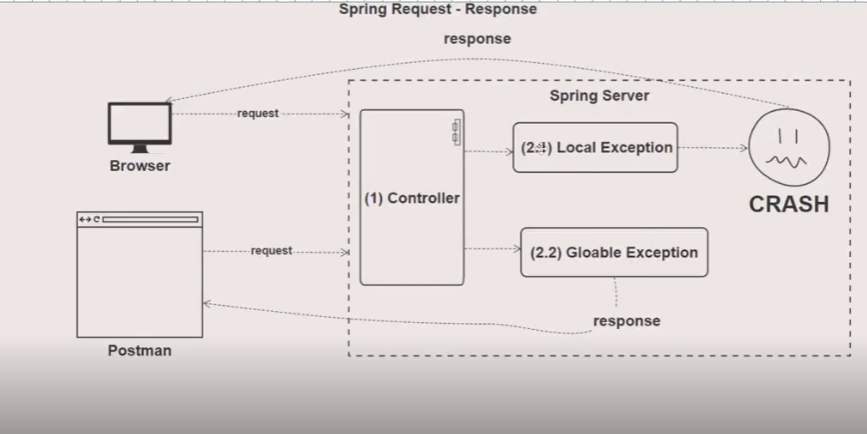 Spring Request - Response
response
Spring Server
request
Browser
(1) Controller
(2.1) Local Exception
CRASH
request
(2.2) Gloable Exception
response
Postman